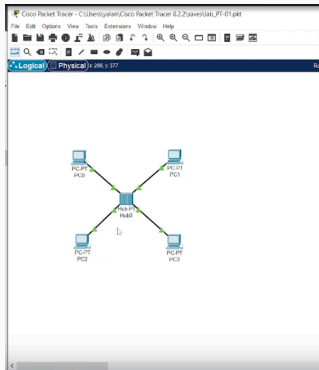 Cisco Packet Tracer - C:\Users\yalam\Cisco Packet Tracer 8.2.2\saves\lab_PT-01.pkt
File Edit Options View Tools Extensions Window Help
Logical Physical x: 266, y: 377
PC-PT
PC0
PC-PT
PC1
Hub-PT
Hub0
PC-PT
PC2
PC-PT
PC3